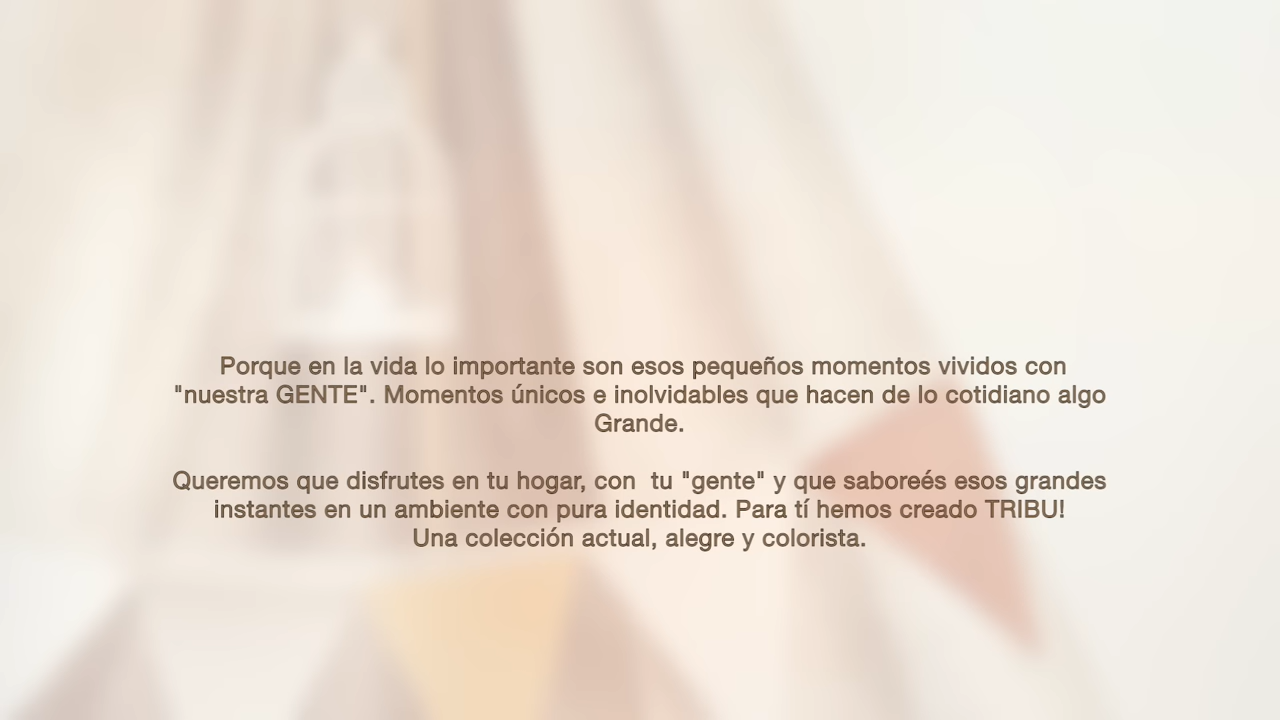 Porque en la vida lo importante son esos pequeños momentos vividos con
"nuestra GENTE". Momentos únicos e inolvidables que hacen de lo cotidiano algo
Grande.
Queremos que disfrutes en tu hogar, con  tu "gente" y que saboreés esos grandes
instantes en un ambiente con pura identidad. Para tí hemos creado TRIBU!
Una colección actual, alegre y colorista.